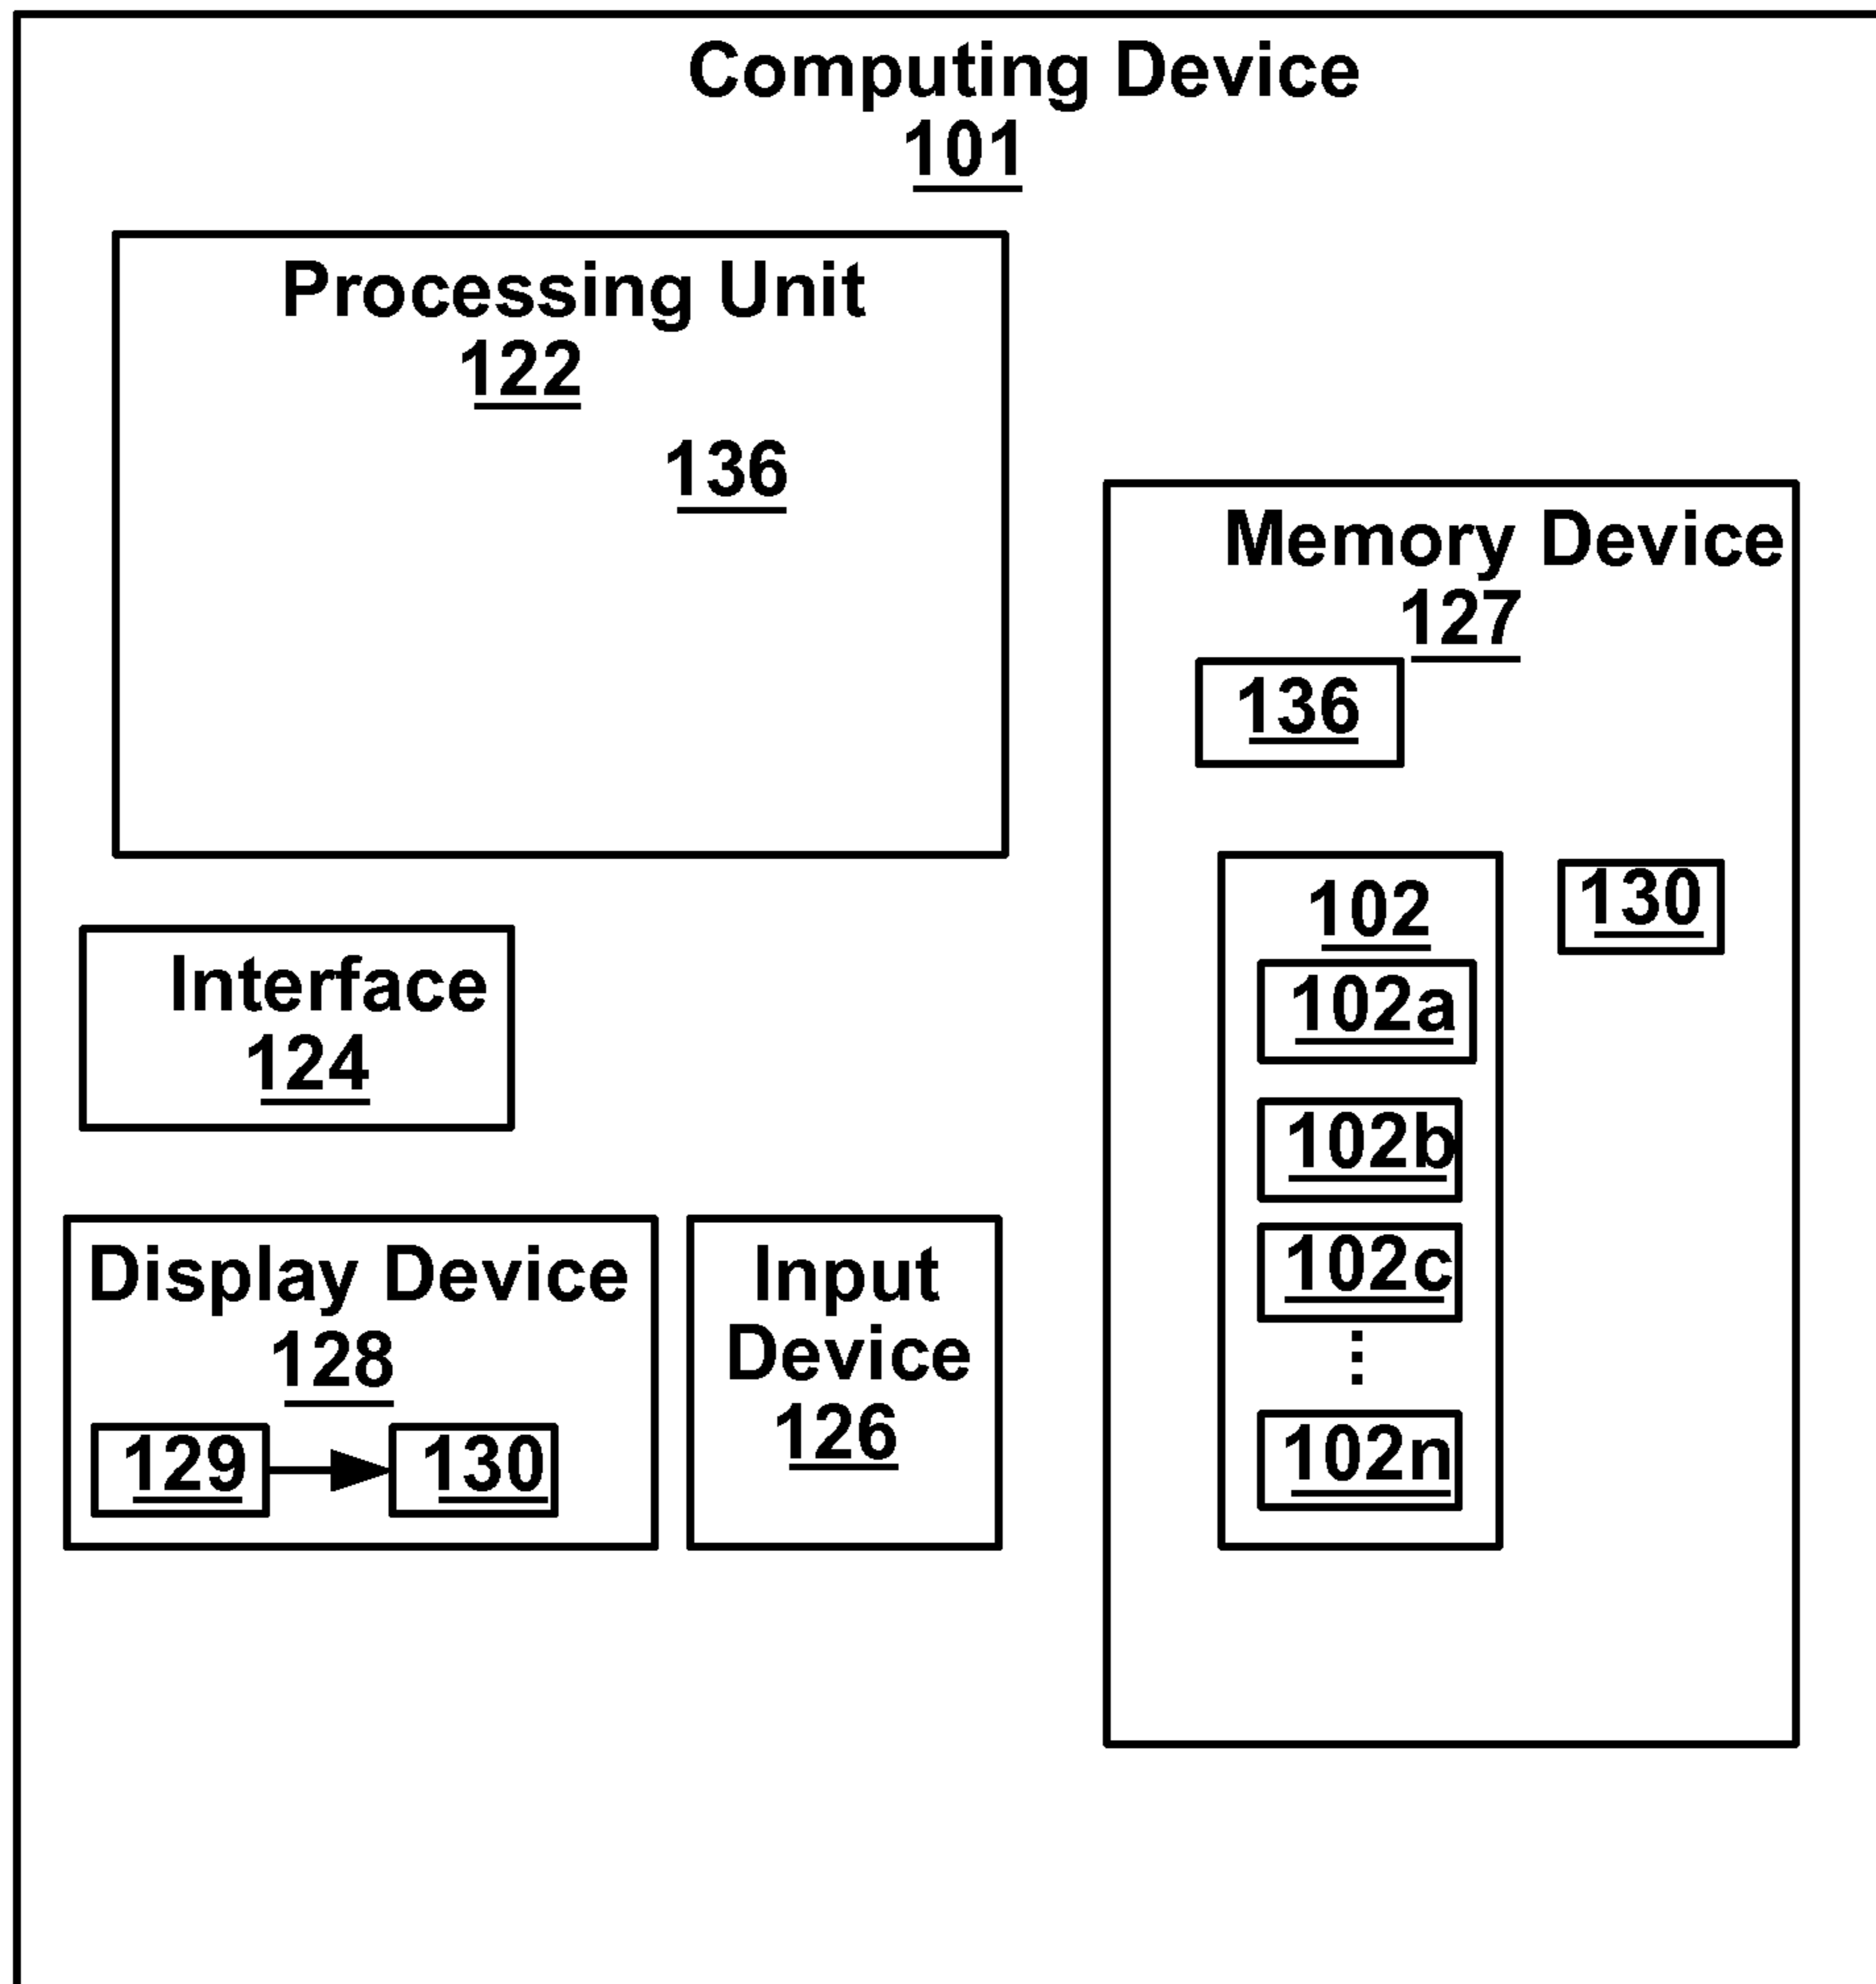 Computing Device
101
Processing Unit
122
136
Memory Device
127
136
102
130
102a
102b
102c
⋮
102n
Interface
124
Display Device
128
129
130
Input
Device
126